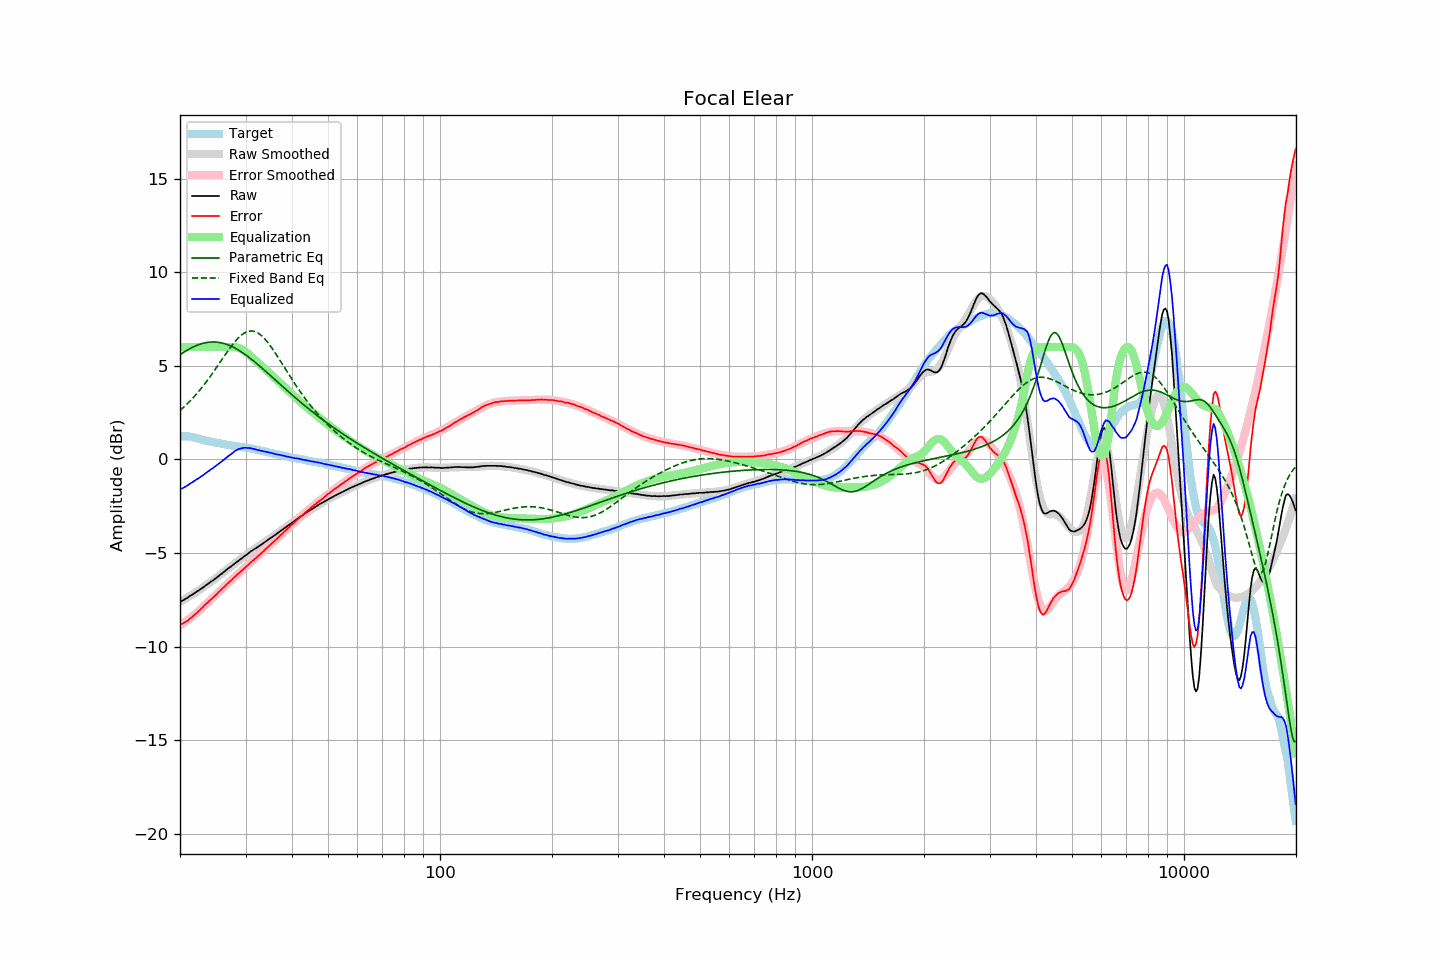 Focal Elear
Target
Raw Smoothed
Error Smoothed
Raw
Error
Equalization
Parametric Eq
Fixed Band Eq
Equalized
15
10
5
0
−5
−10
−15
−20
Amplitude (dBr)
100 1000 10000
Frequency (Hz)